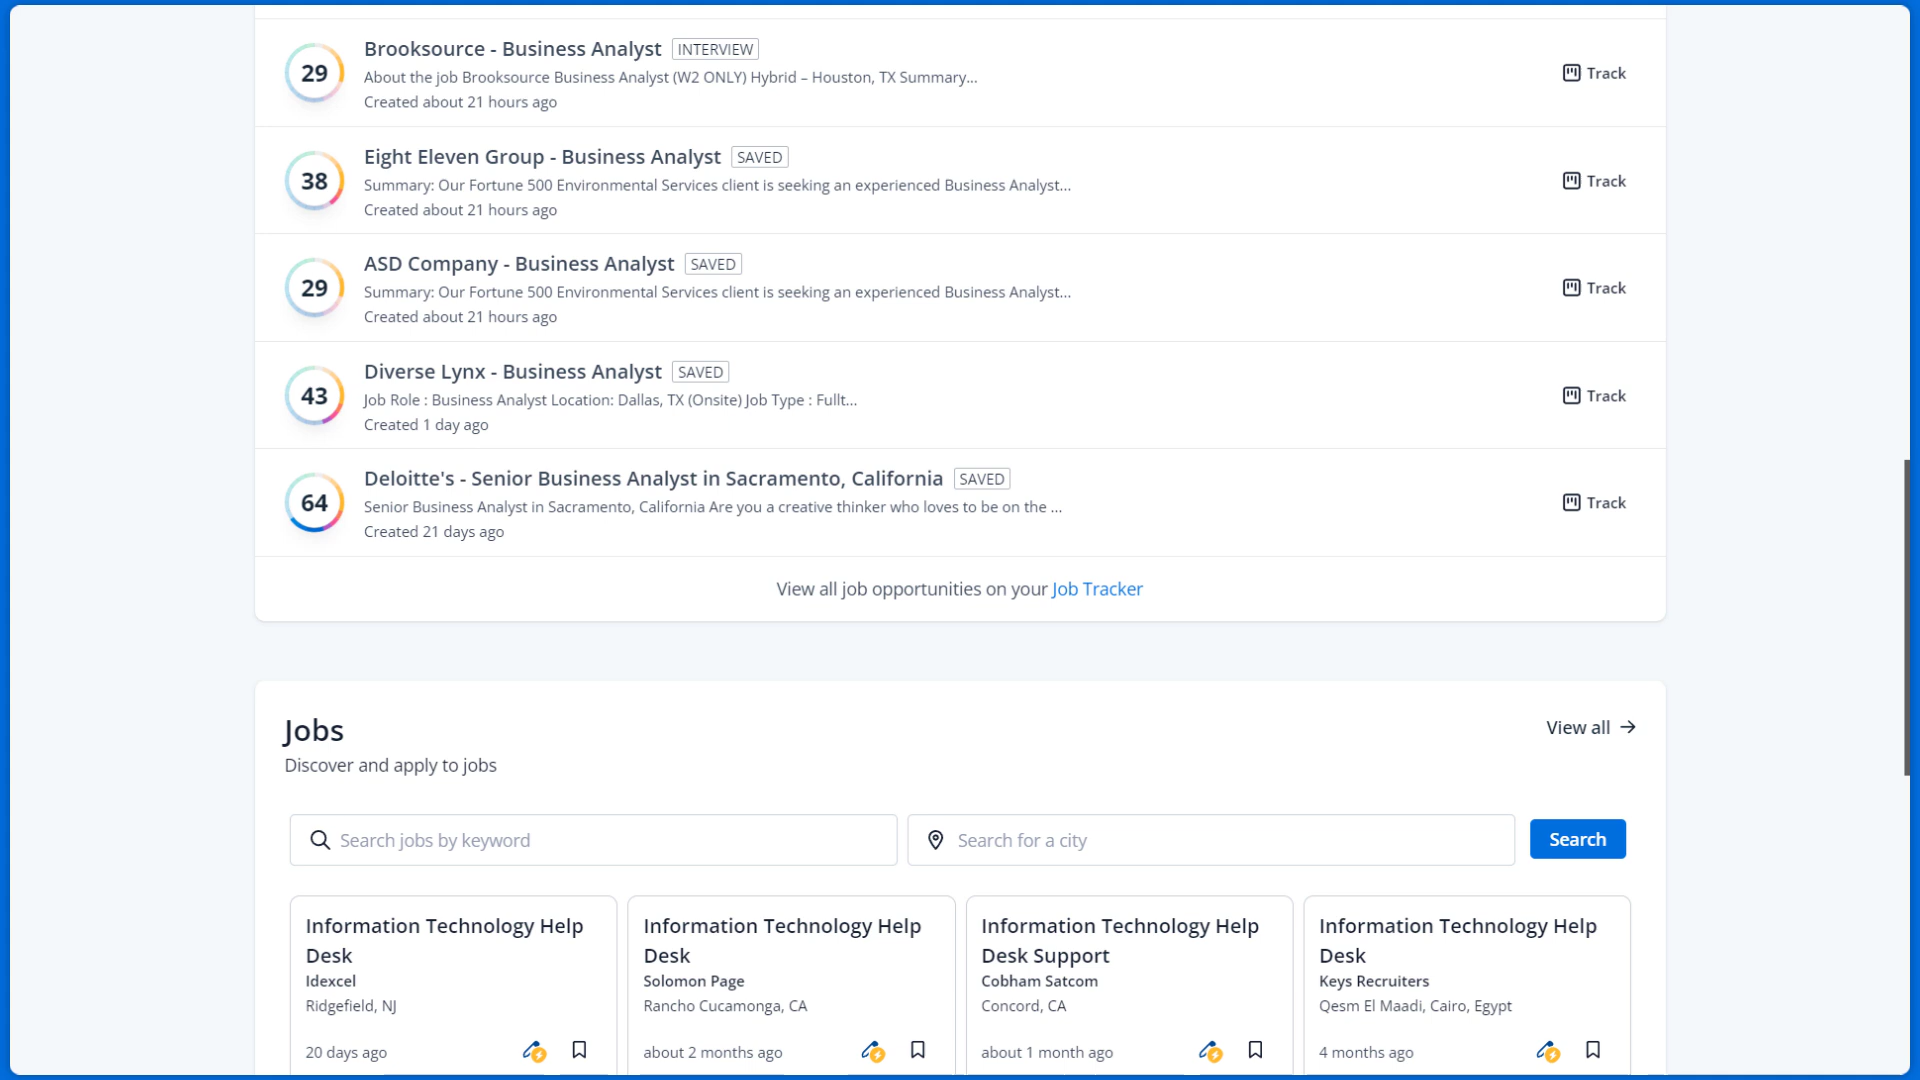 29
Brooksource - Business Analyst INTERVIEW
About the job Brooksource Business Analyst (W2 ONLY) Hybrid – Houston, TX Summary...
Created about 21 hours ago
Track
38
Eight Eleven Group - Business Analyst SAVED
Summary: Our Fortune 500 Environmental Services client is seeking an experienced Business Analyst...
Created about 21 hours ago
Track
29
ASD Company - Business Analyst SAVED
Summary: Our Fortune 500 Environmental Services client is seeking an experienced Business Analyst...
Created about 21 hours ago
Track
43
Diverse Lynx - Business Analyst SAVED
Job Role : Business Analyst Location: Dallas, TX (Onsite) Job Type : Fullt...
Created 1 day ago
Track
64
Deloitte's - Senior Business Analyst in Sacramento, California SAVED
Senior Business Analyst in Sacramento, California Are you a creative thinker who loves to be on the ...
Created 21 days ago
Track
View all job opportunities on your Job Tracker
Jobs
View all
Discover and apply to jobs
Search jobs by keyword
Search for a city
Search
Information Technology Help
Desk
Idexcel
Ridgefield, NJ
20 days ago
Information Technology Help
Desk
Solomon Page
Rancho Cucamonga, CA
about 2 months ago
Information Technology Help
Desk Support
Cobham Satcom
Concord, CA
about 1 month ago
Information Technology Help
Desk
Keys Recruiters
Qesm El Maadi, Cairo, Egypt
4 months ago